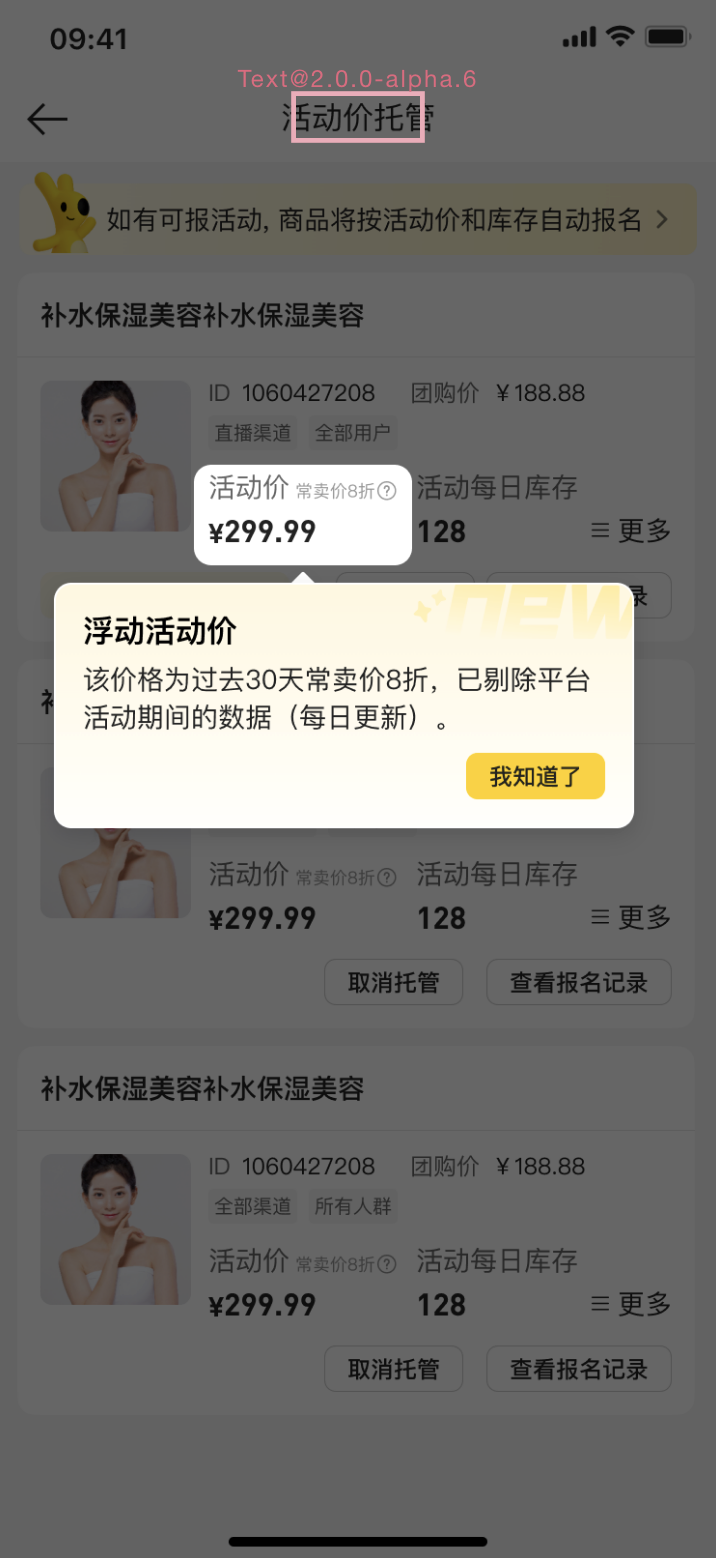 09:41
Text@2.0.0-alpha.6
活动价托管
如有可报活动, 商品将按活动价和库存自动报名
补水保湿美容补水保湿美容
ID 1060427208 团购价 ¥188.88
直播渠道 全部用户
活动价 常卖价8折? 活动每日库存
¥299.99 128 更多
录
new
浮动活动价
该价格为过去30天常卖价8折，已剔除平台
活动期间的数据（每日更新）。
我知道了
活动价 常卖价8折? 活动每日库存
¥299.99 128 更多
取消托管 查看报名记录
补水保湿美容补水保湿美容
ID 1060427208 团购价 ¥188.88
全部渠道 所有人群
活动价 常卖价8折? 活动每日库存
¥299.99 128 更多
取消托管 查看报名记录